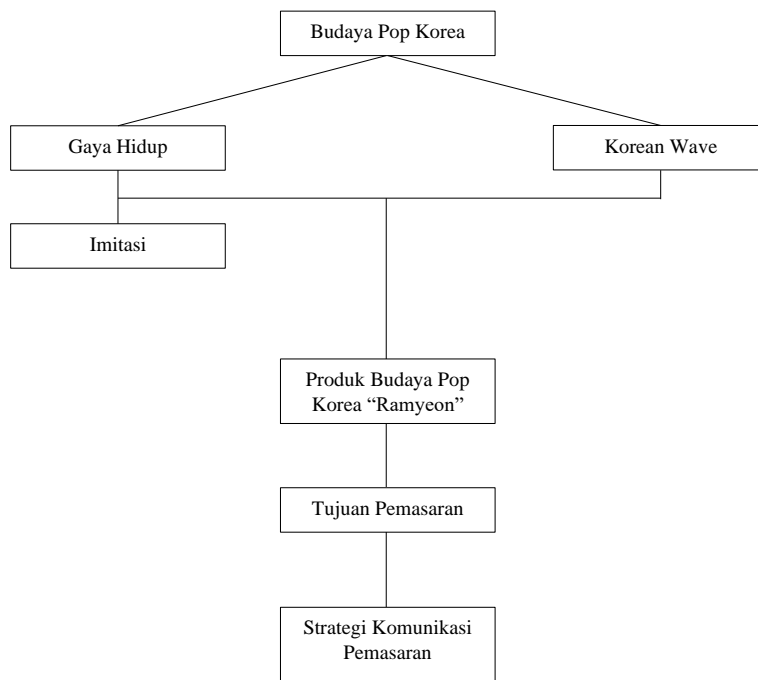 Budaya Pop Korea
Gaya Hidup
Korean Wave
Imitasi
Produk Budaya Pop
Korea “Ramyeon”
Tujuan Pemasaran
Strategi Komunikasi
Pemasaran